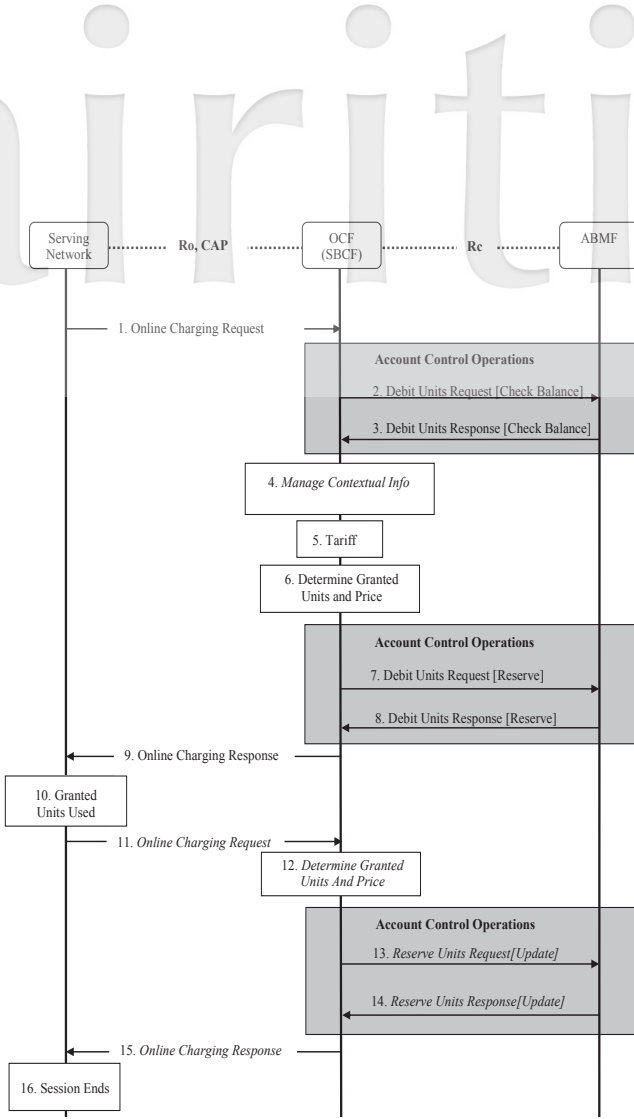 iriti
Serving
Network
Ro, CAP
OCF
(SBCF)
Rc
ABMF
1. Online Charging Request
Account Control Operations
2. Debit Units Request [Check Balance]
3. Debit Units Response [Check Balance]
4. Manage Contextual Info
5. Tariff
6. Determine Granted
Units and Price
Account Control Operations
7. Debit Units Request [Reserve]
8. Debit Units Response [Reserve]
9. Online Charging Response
10. Granted
Units Used
11. Online Charging Request
12. Determine Granted
Units And Price
Account Control Operations
13. Reserve Units Request[Update]
14. Reserve Units Response[Update]
15. Online Charging Response
16. Session Ends